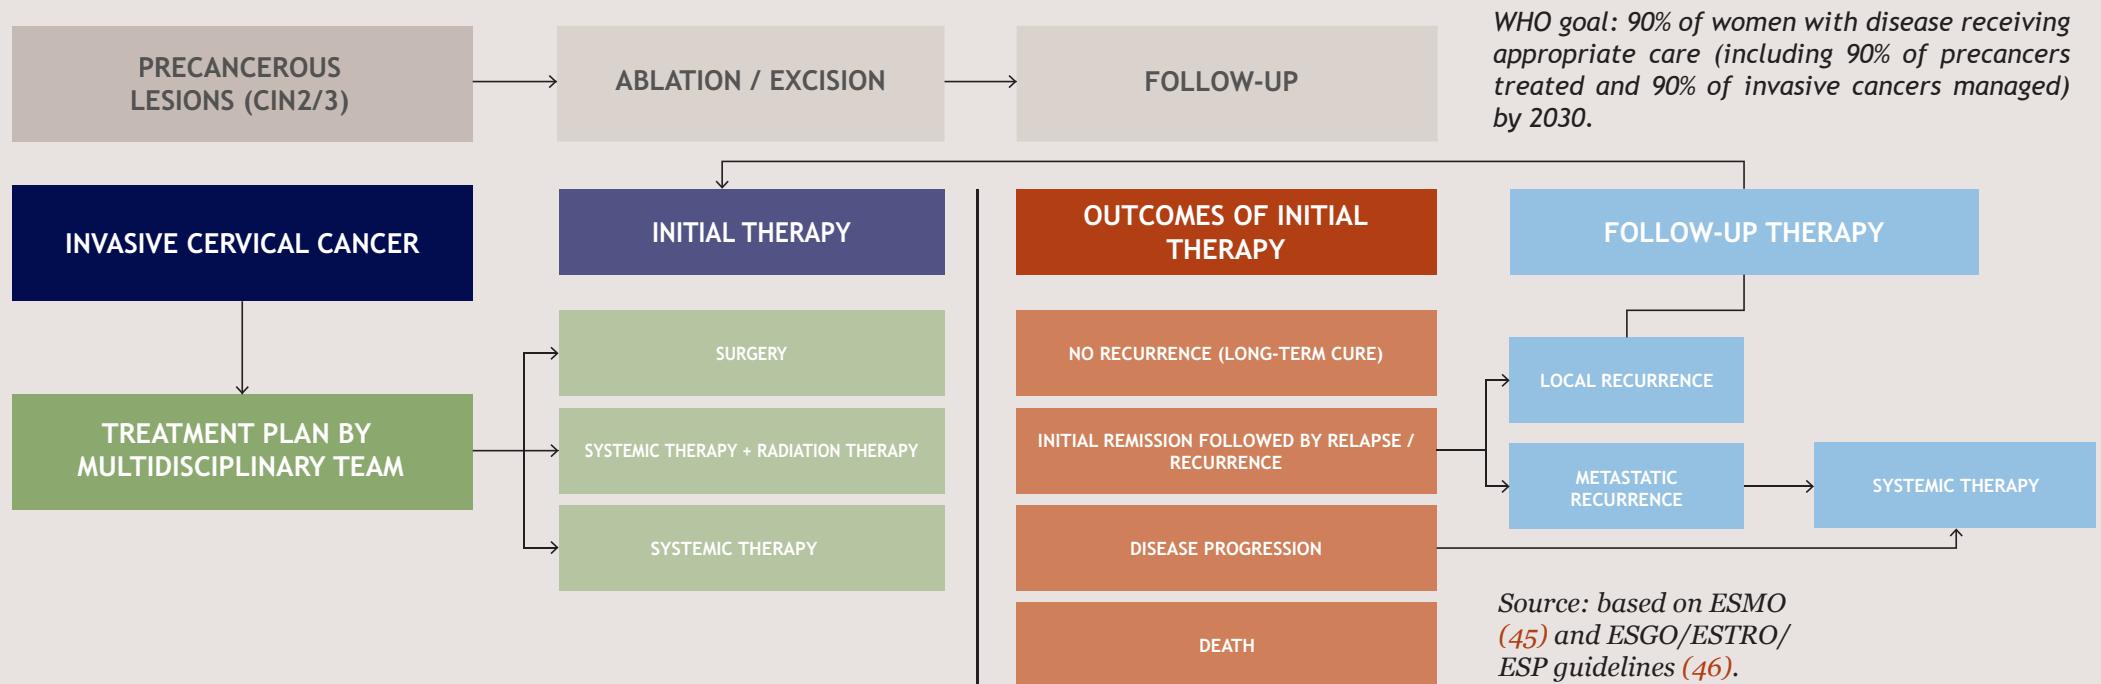 PRECANCEROUS
LESIONS (CIN2/3)
ABLATION / EXCISION
FOLLOW-UP
WHO goal: 90% of women with disease receiving
appropriate care (including 90% of precancers
treated and 90% of invasive cancers managed)
by 2030.
INVASIVE CERVICAL CANCER
INITIAL THERAPY
OUTCOMES OF INITIAL
THERAPY
FOLLOW-UP THERAPY
TREATMENT PLAN BY
MULTIDISCIPLINARY TEAM
SURGERY
SYSTEMIC THERAPY + RADIATION THERAPY
SYSTEMIC THERAPY
NO RECURRENCE (LONG-TERM CURE)
INITIAL REMISSION FOLLOWED BY RELAPSE /
RECURRENCE
DISEASE PROGRESSION
DEATH
LOCAL RECURRENCE
METASTATIC
RECURRENCE
SYSTEMIC THERAPY
Source: based on ESMO
(45) and ESGO/ESTRO/
ESP guidelines (46).